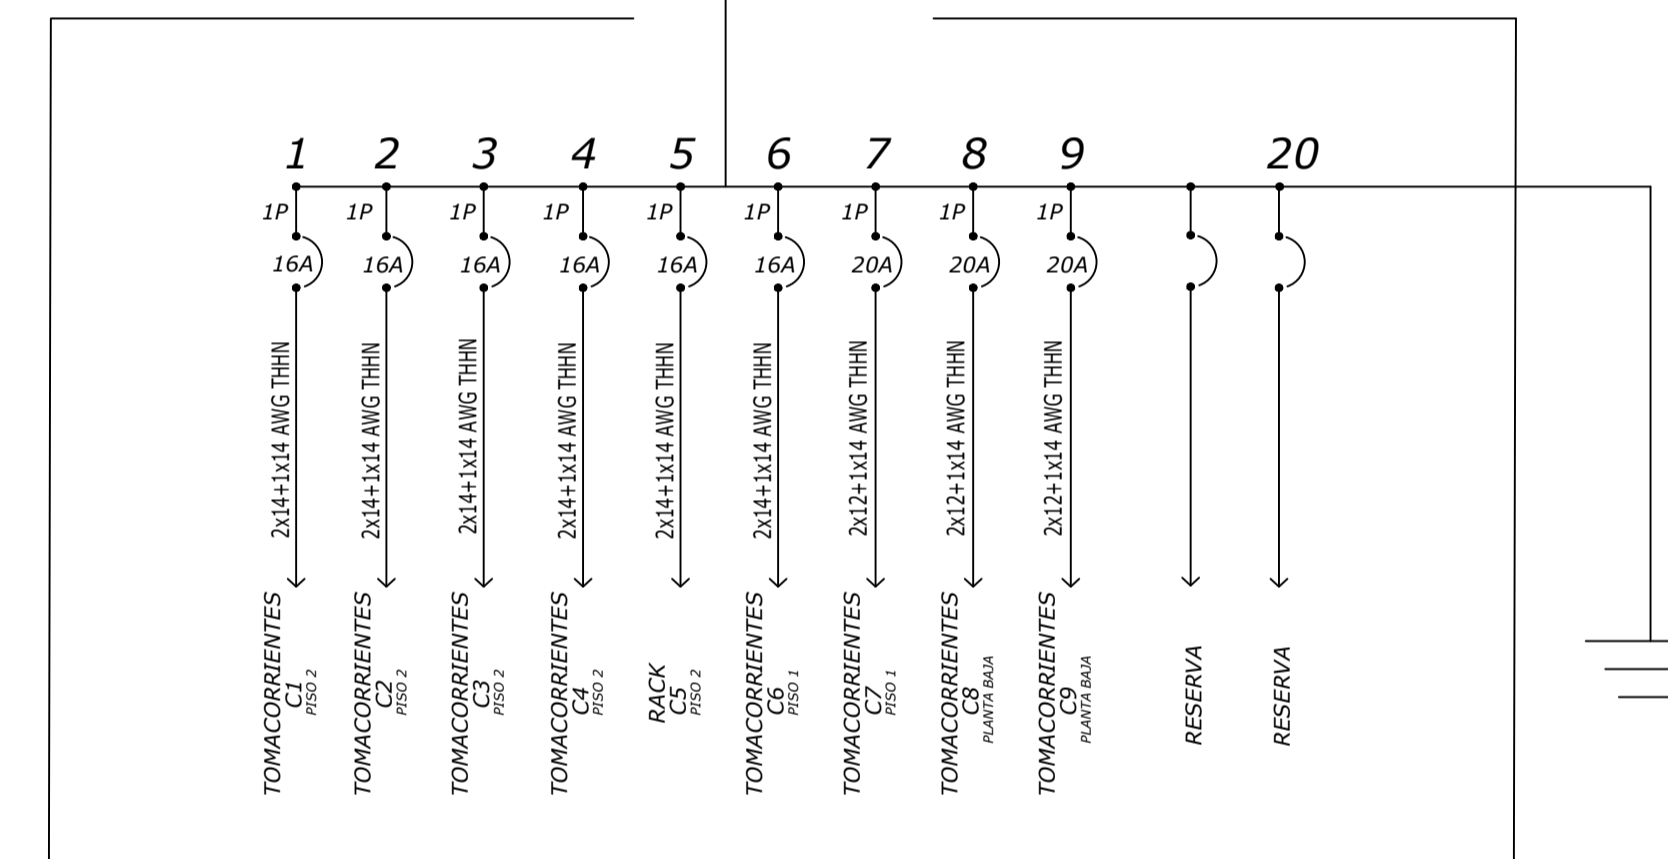 1 2 3 4 5 6 7 8 9 20
1P 1P 1P 1P 1P 1P 1P 1P 1P
16A 16A 16A 16A 16A 16A 20A 20A 20A
2x14+1x14 AWG THHN
2x14+1x14 AWG THHN
2x14+1x14 AWG THHN
2x14+1x14 AWG THHN
2x14+1x14 AWG THHN
2x14+1x14 AWG THHN
2x12+1x14 AWG THHN
2x12+1x14 AWG THHN
2x12+1x14 AWG THHN
TOMACORRIENTES
C1
PISO 2
TOMACORRIENTES
C2
PISO 2
TOMACORRIENTES
C3
PISO 2
TOMACORRIENTES
C4
PISO 2
RACK
C5
PISO 2
TOMACORRIENTES
C6
PISO 1
TOMACORRIENTES
C7
PISO 1
TOMACORRIENTES
C8
PLANTA BAJA
TOMACORRIENTES
C9
PLANTA BAJA
RESERVA
RESERVA